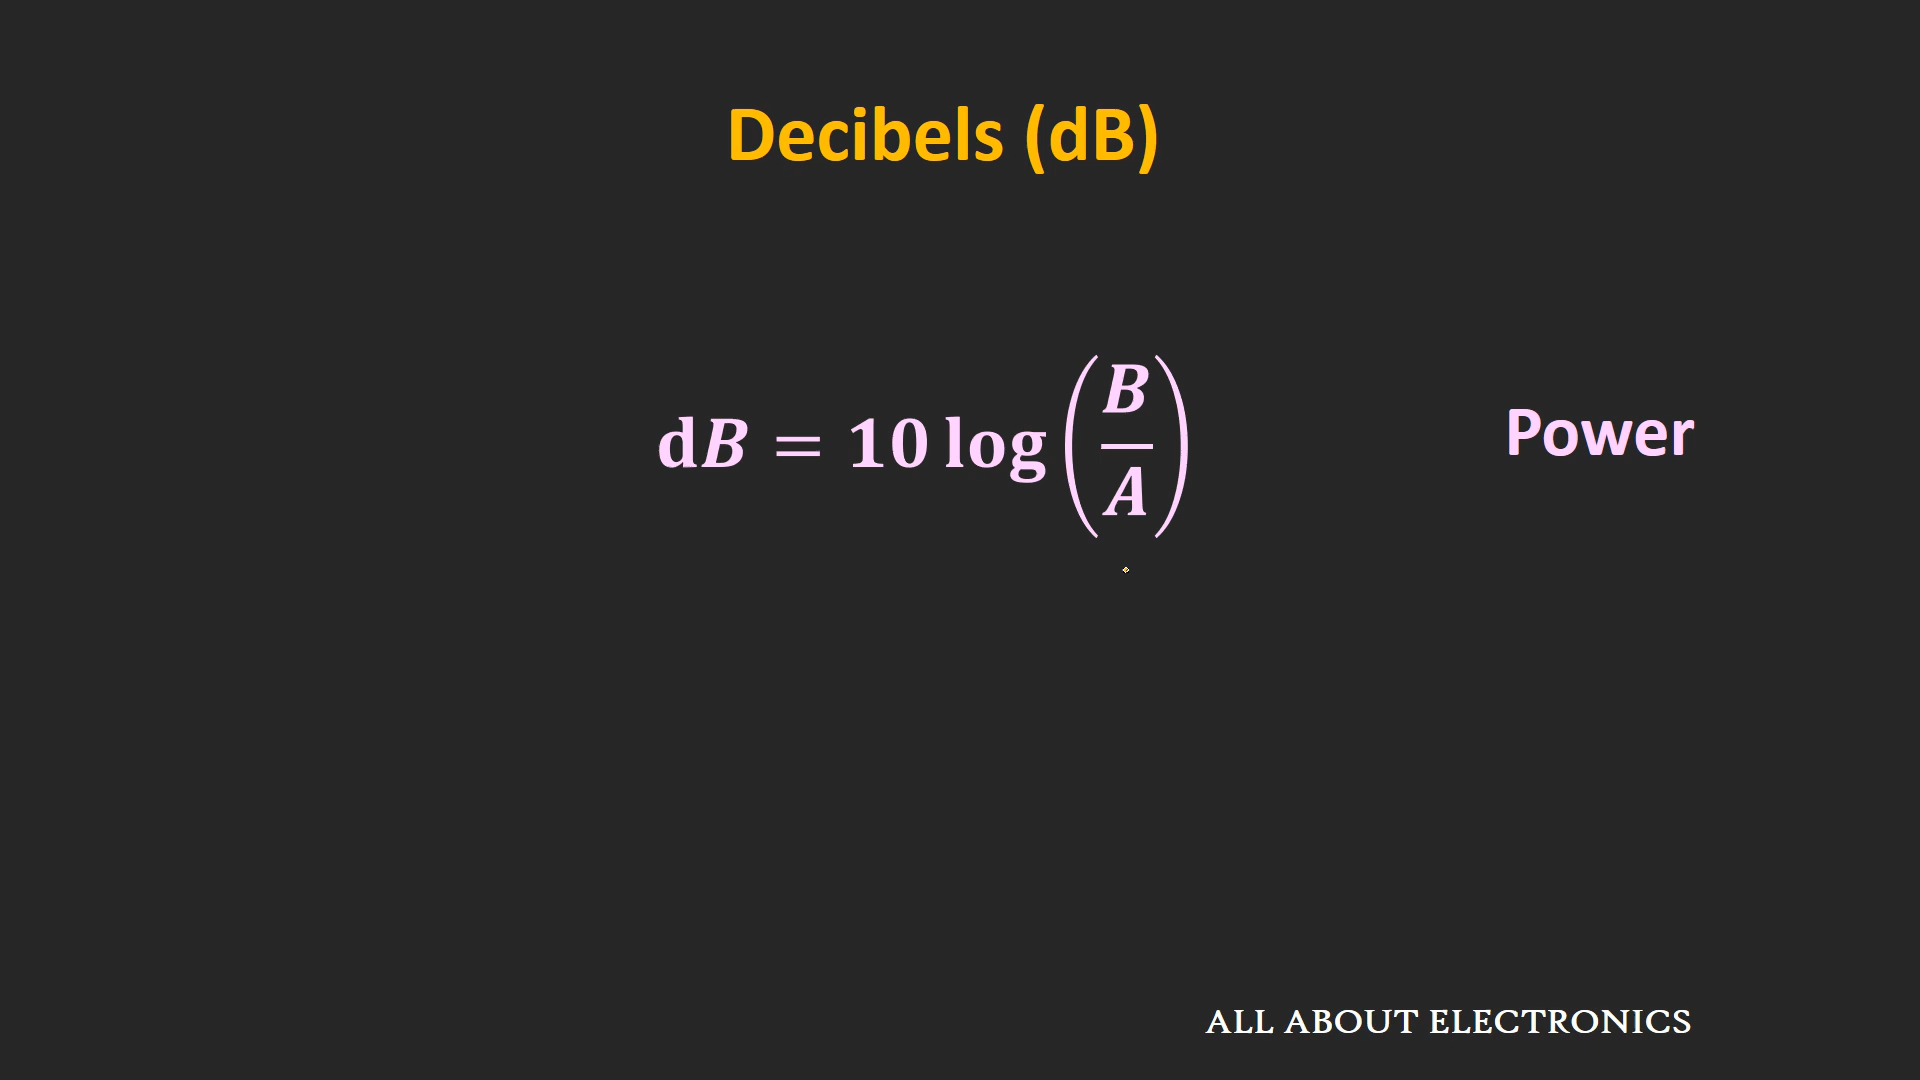 Decibels (dB)
dB = 10 log(B/A)
Power
ALL ABOUT ELECTRONICS